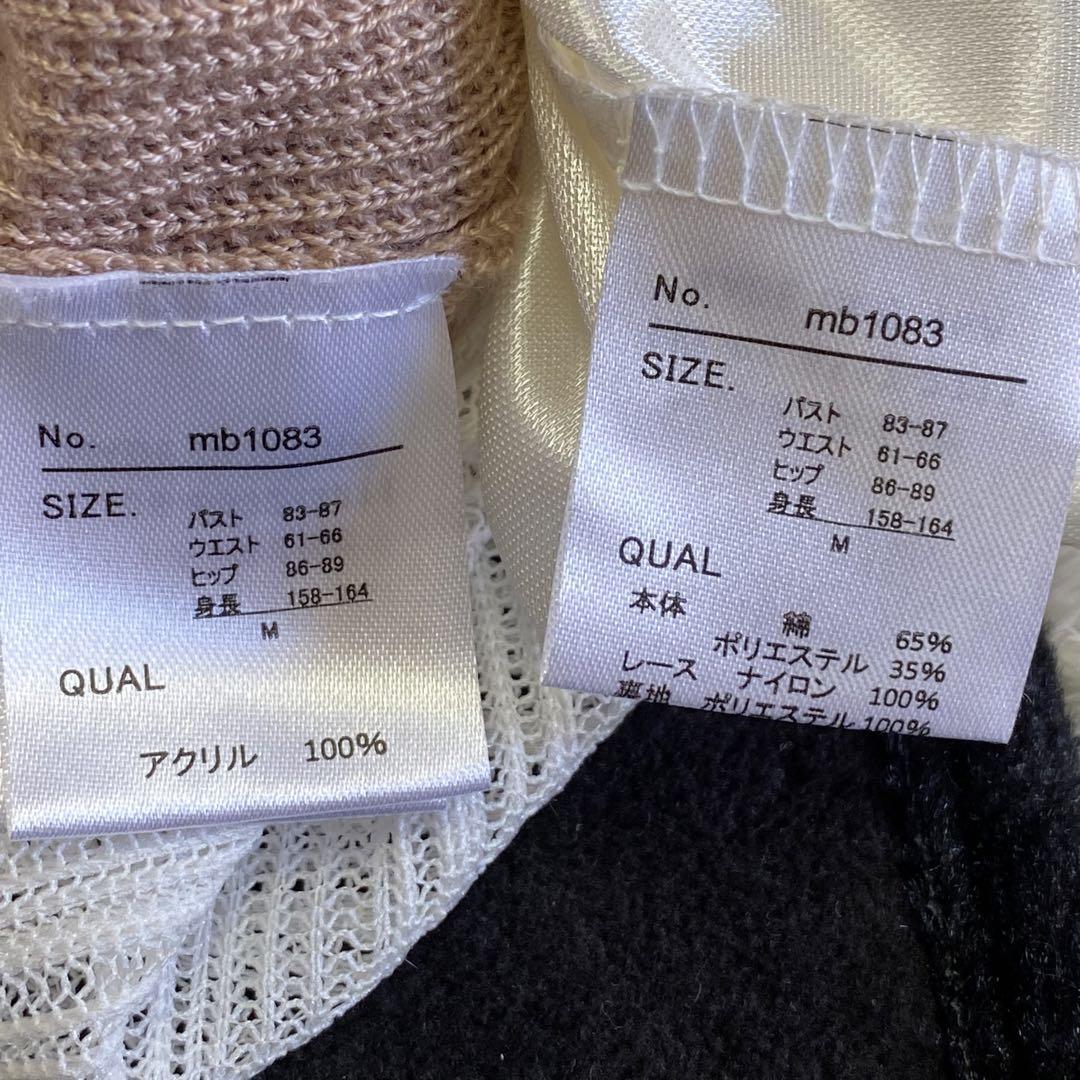 No. mb1083
SIZE.
バスト 83-87
ウエスト 61-66
ヒップ 86-89
身長 158-164
M
QUAL
アクリル 100%
No. mb1083
SIZE.
バスト 83-87
ウエスト 61-66
ヒップ 86-89
身長 158-164
M
QUAL
本体 綿 65%
ポリエステル 35%
レース ナイロン 100%
裏地 ポリエステル 100%